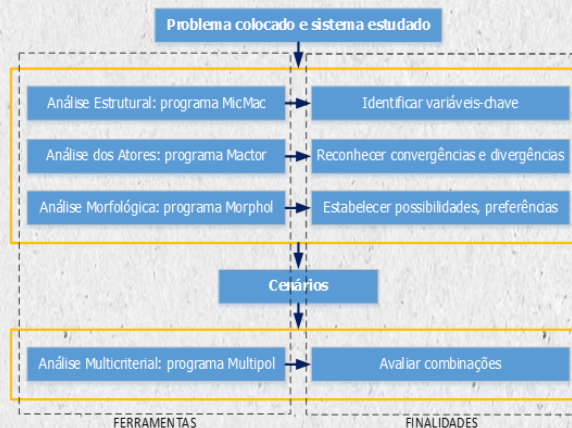 Problema colocado e sistema estudado
Análise Estrutural: programa MicMac
Identificar variáveis-chave
Análise dos Atores: programa Mactor
Reconhecer convergências e divergências
Análise Morfológica: programa Morphol
Estabelecer possibilidades, preferências
Cenários
Análise Multicriterial: programa Multipol
Avaliar combinações
FERRAMENTAS
FINALIDADES